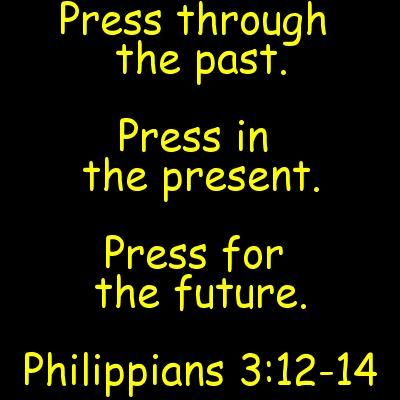 Press through
the past.
Press in
the present.
Press for
the future.
Philippians 3:12-14